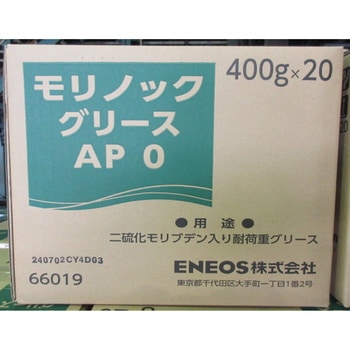 400g×20
モリノック
グリース
AP 0
● 用 途 ●
二硫化モリブデン入り耐荷重グリース
240702CY4D03
66019
ENEOS株式会社
東京都千代田区大手町一丁目1番2号